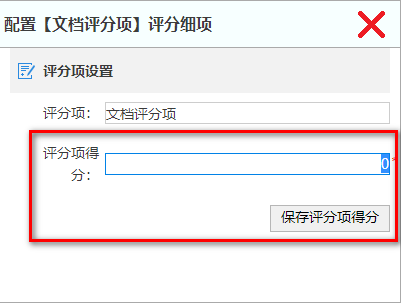 配置【文档评分项】评分细项
评分项设置
评分项： 文档评分项
评分项得
分： 0 *
保存评分项得分